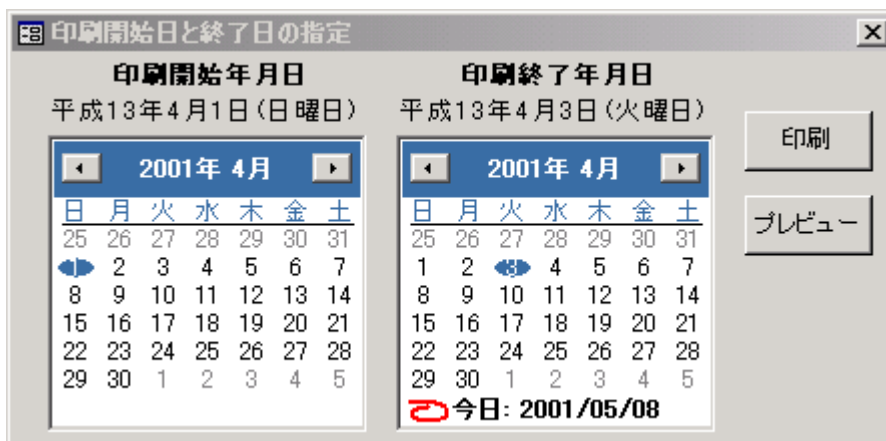 印刷開始日と終了日の指定
印刷開始年月日
平成13年4月1日(日曜日)
2001年 4月
日 月 火 水 木 金 土
25 26 27 28 29 30 31
1 2 3 4 5 6 7
8 9 10 11 12 13 14
15 16 17 18 19 20 21
22 23 24 25 26 27 28
29 30 1 2 3 4 5
印刷終了年月日
平成13年4月3日(火曜日)
2001年 4月
日 月 火 水 木 金 土
25 26 27 28 29 30 31
1 2 3 4 5 6 7
8 9 10 11 12 13 14
15 16 17 18 19 20 21
22 23 24 25 26 27 28
29 30 1 2 3 4 5
今日: 2001/05/08
印刷
プレビュー